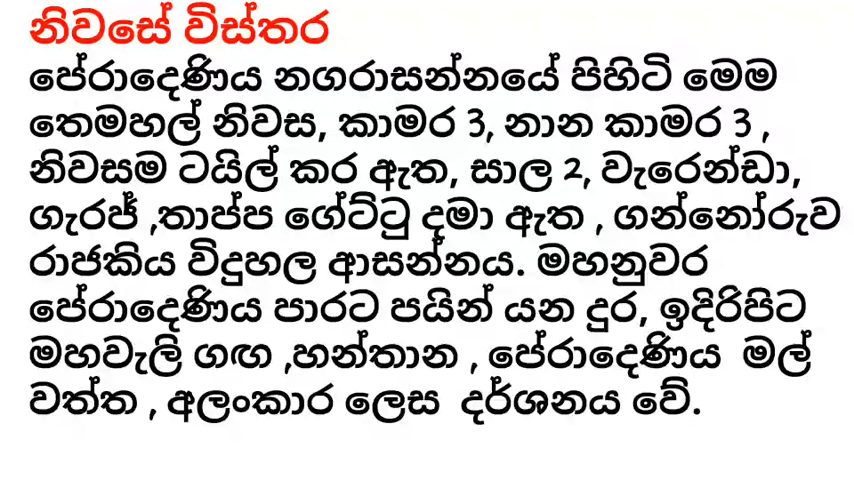 නිවසේ විස්තර
පේරාදෙණිය නගරාසන්නයේ පිහිටි මෙම
තෙමහල් නිවස, කාමර 3, නාන කාමර 3 ,
නිවසම ටයිල් කර ඇත, සාල 2, වැරෙන්ඩා,
ගැරජ් ,තාප්ප ගේට්ටු දමා ඇත , ගන්නෝරුව
රාජකිය විදුහල ආසන්නය. මහනුවර
පේරාදෙණිය පාරට පයින් යන දුර, ඉදිරිපිට
මහවැලි ගඟ ,හන්තාන , පේරාදෙණිය  මල්
වත්ත , අලංකාර ලෙස  දර්ශනය වේ.